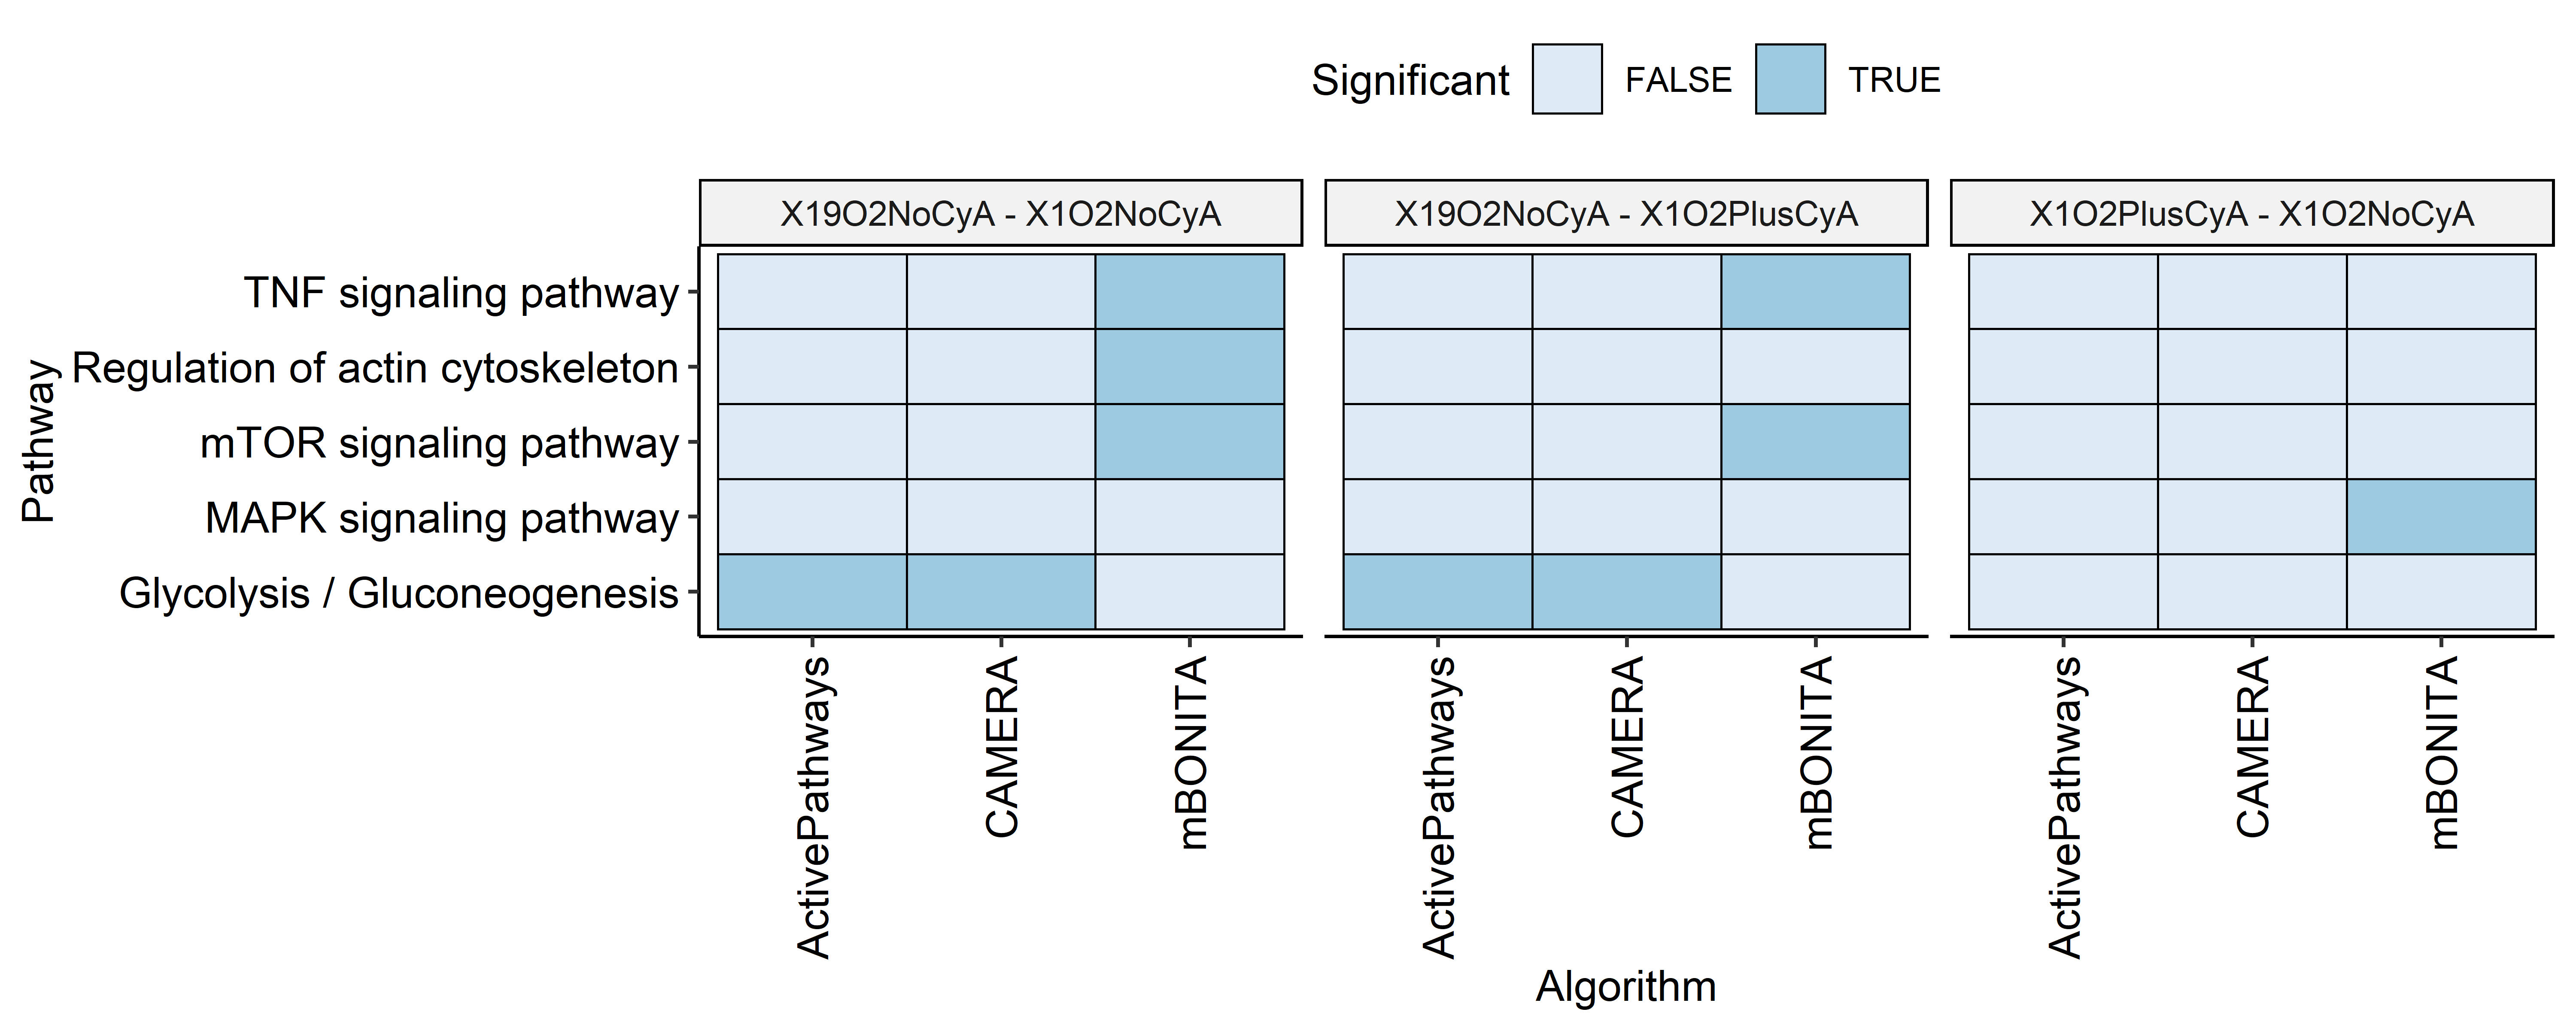 Significant FALSE TRUE
X19O2NoCyA - X1O2NoCyA
X19O2NoCyA - X1O2PlusCyA
X1O2PlusCyA - X1O2NoCyA
Pathway
TNF signaling pathway
Regulation of actin cytoskeleton
mTOR signaling pathway
MAPK signaling pathway
Glycolysis / Gluconeogenesis
ActivePathways
CAMERA
mBONITA
ActivePathways
CAMERA
mBONITA
ActivePathways
CAMERA
mBONITA
Algorithm